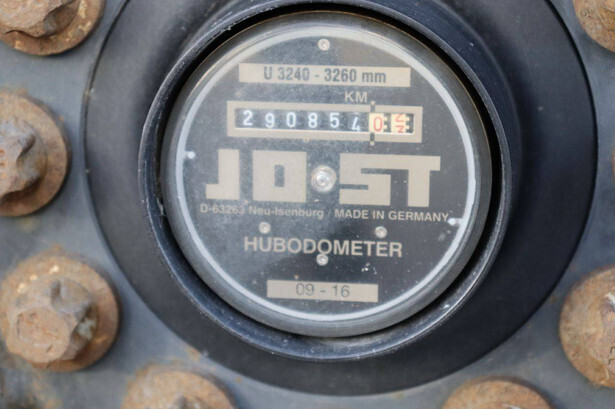 U 3240 - 3260 mm
KM
2908540
JOST
D-63263 Neu-Isenburg / MADE IN GERMANY
HUBODOMETER
09 - 16